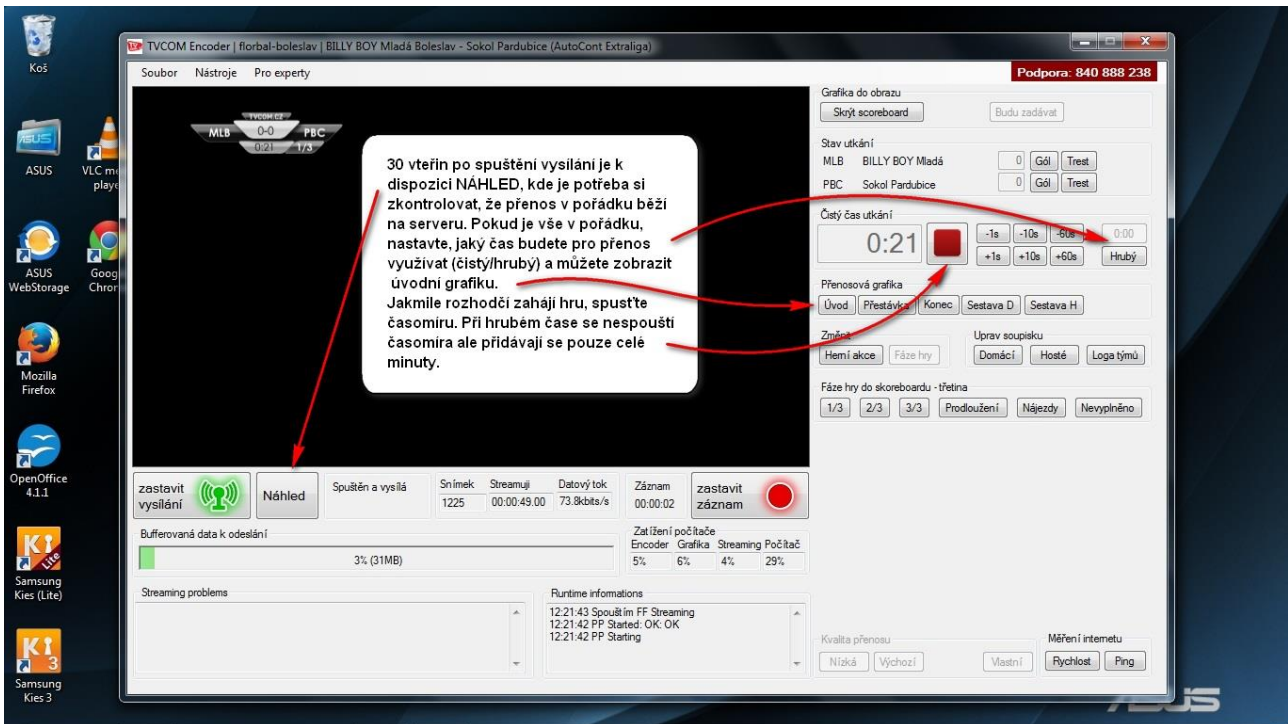 Koš
ASUS
VLC me
playe
ASUS
WebStorage
Goog
Chror
Mozilla
Firefox
OpenOffice
4.1.1
Samsung
Kies (Lite)
Samsung
Kies 3
TVCOM Encoder | florbal-boleslav | BILLY BOY Mladá Boleslav - Sokol Pardubice (AutoCont Extraliga)
Soubor Nástroje Pro experty
Podpora: 840 888 238
TVCOM.CZ
MLB 0-0 PBC
0:21 1/3
30 vteřin po spuštění vysílání je k
dispozici NÁHLED, kde je potřeba si
zkontrolovat, že přenos v pořádku běží
na serveru. Pokud je vše v pořádku,
nastavte, jaký čas budete pro přenos
využívat (čistý/hrubý) a můžete zobrazit
úvodní grafiku.
Jakmile rozhodčí zahájí hru, spusťte
časomíru. Při hrubém čase se nespouští
časomíra ale přidávají se pouze celé
minuty.
Grafika do obrazu
Skrýt scoreboard Budu zadávat
Stav utkání
MLB BILLY BOY Mladá 0 Gól Trest
PBC Sokol Pardubice 0 Gól Trest
Čistý čas utkání
0:21
-1s -10s -60s 0:00
+1s +10s +60s Hrubý
Přenosová grafika
Úvod Přestávka Konec Sestava D Sestava H
Změnit Uprav soupisku
Herní akce Fáze hry Domácí Hosté Loga týmů
Fáze hry do skoreboardu - třetina
1/3 2/3 3/3 Prodloužení Nájezdy Nevyplněno
zastavit
vysílání
Náhled
Spuštěn a vysílá
Snímek Streamuji Datový tok
1225 00:00:49.00 73.8kbits/s
Záznam
00:00:02
zastavit
záznam
Bufferovaná data k odeslání
3% (31MB)
Zatížení počítače
Encoder Grafika Streaming Počítač
5% 6% 4% 29%
Streaming problems
Runtime informations
12:21:43 Spouštím FF Streaming
12:21:42 PP Started: OK: OK
12:21:42 PP Starting
Kvalita přenosu
Nízká Výchozí Vlastní
Měření internetu
Rychlost Ping
ASUS